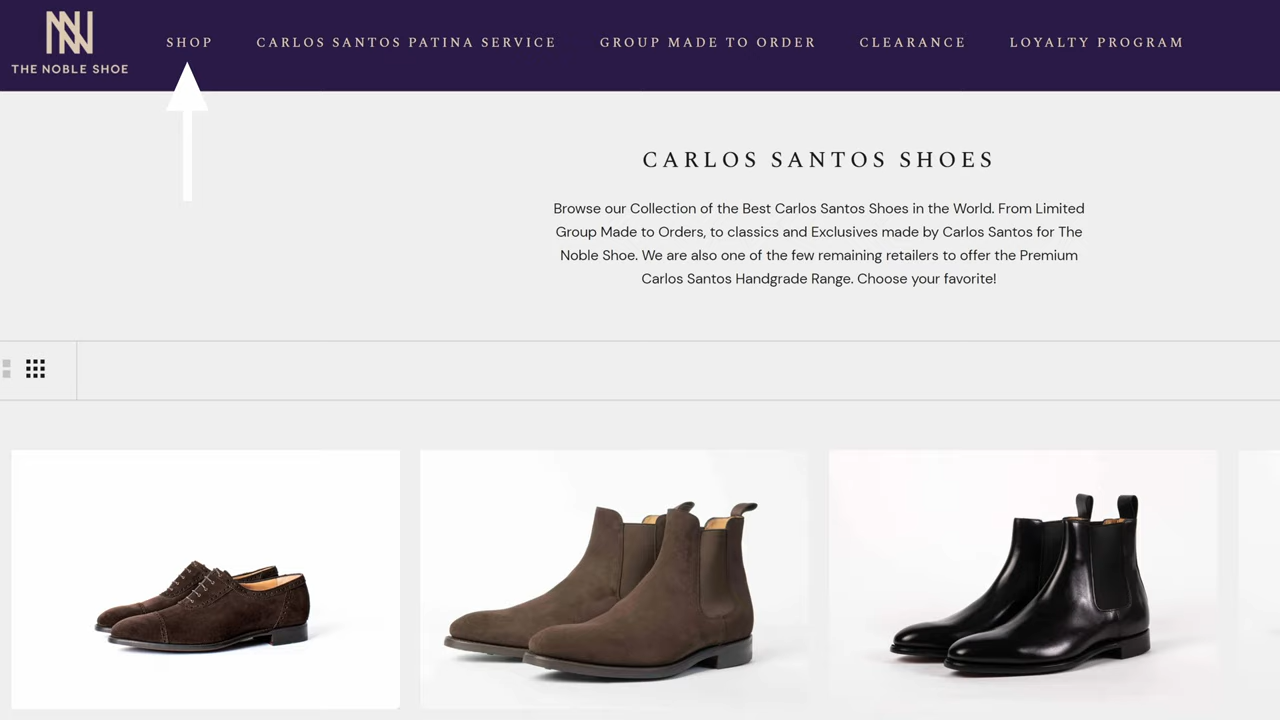 THE NOBLE SHOE
SHOP
CARLOS SANTOS PATINA SERVICE
GROUP MADE TO ORDER
CLEARANCE
LOYALTY PROGRAM
CARLOS SANTOS SHOES
Browse our Collection of the Best Carlos Santos Shoes in the World. From Limited
Group Made to Orders, to classics and Exclusives made by Carlos Santos for The
Noble Shoe. We are also one of the few remaining retailers to offer the Premium
Carlos Santos Handgrade Range. Choose your favorite!